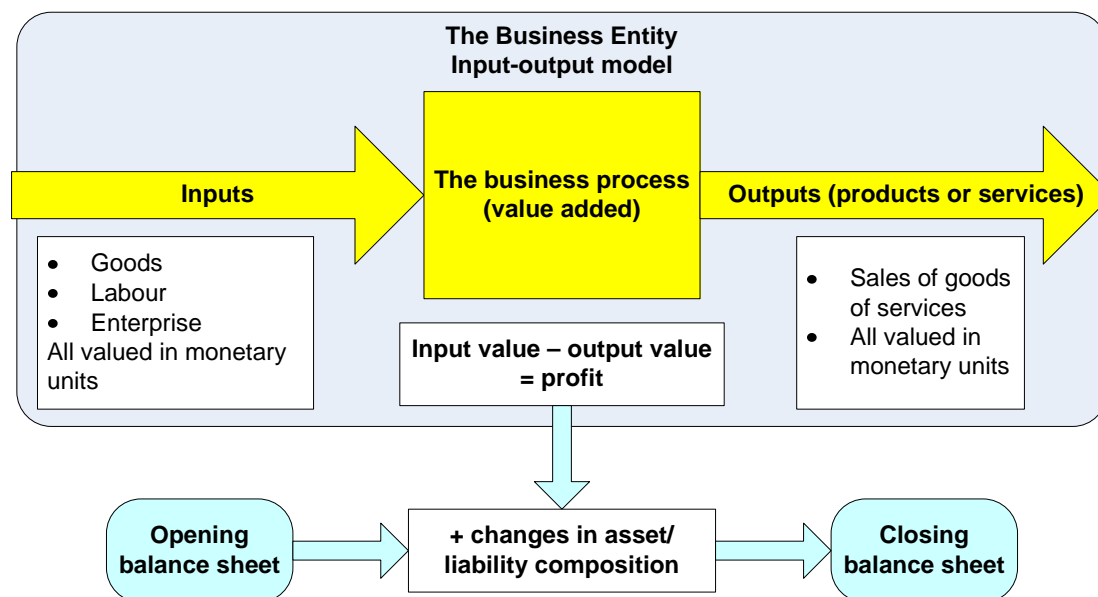 The Business Entity
Input-output model
Inputs
The business process
(value added)
Outputs (products or services)
• Goods
• Labour
• Enterprise
All valued in monetary
units
Input value – output value
= profit
• Sales of goods
of services
• All valued in
monetary units
Opening
balance sheet
+ changes in asset/
liability composition
Closing
balance sheet